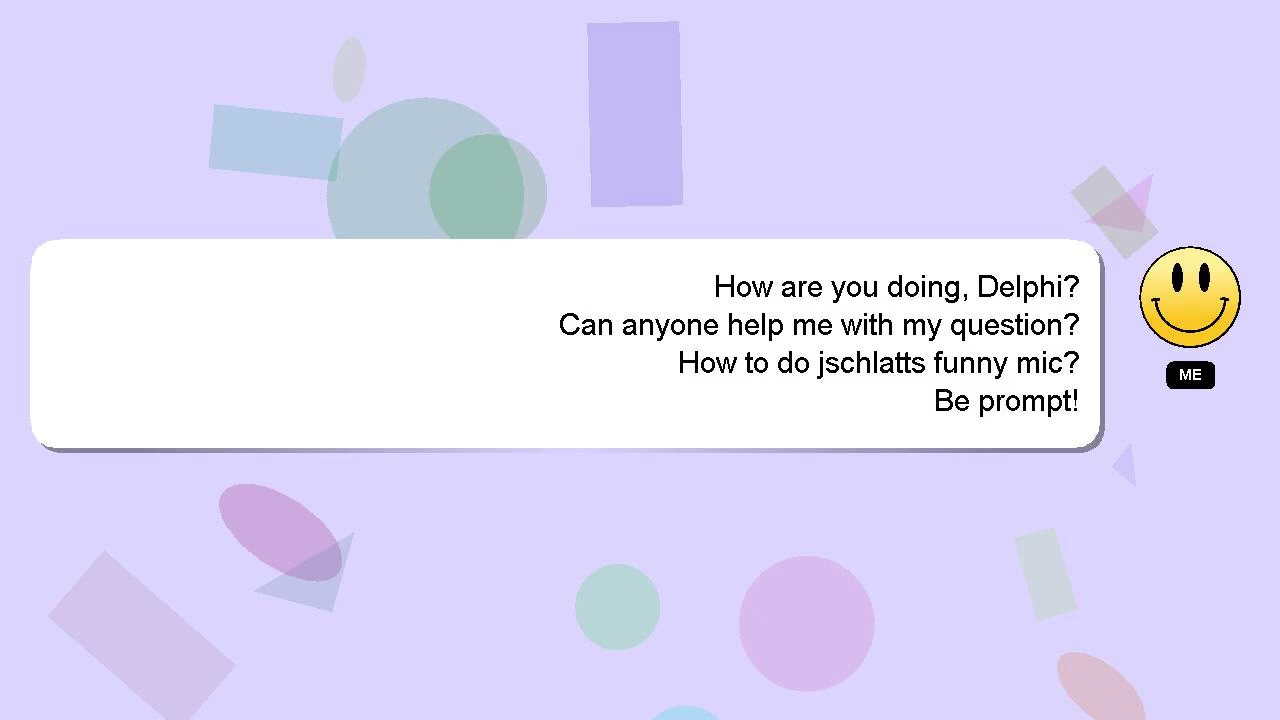 How are you doing, Delphi?
Can anyone help me with my question?
How to do jschlatts funny mic?
Be prompt!
ME